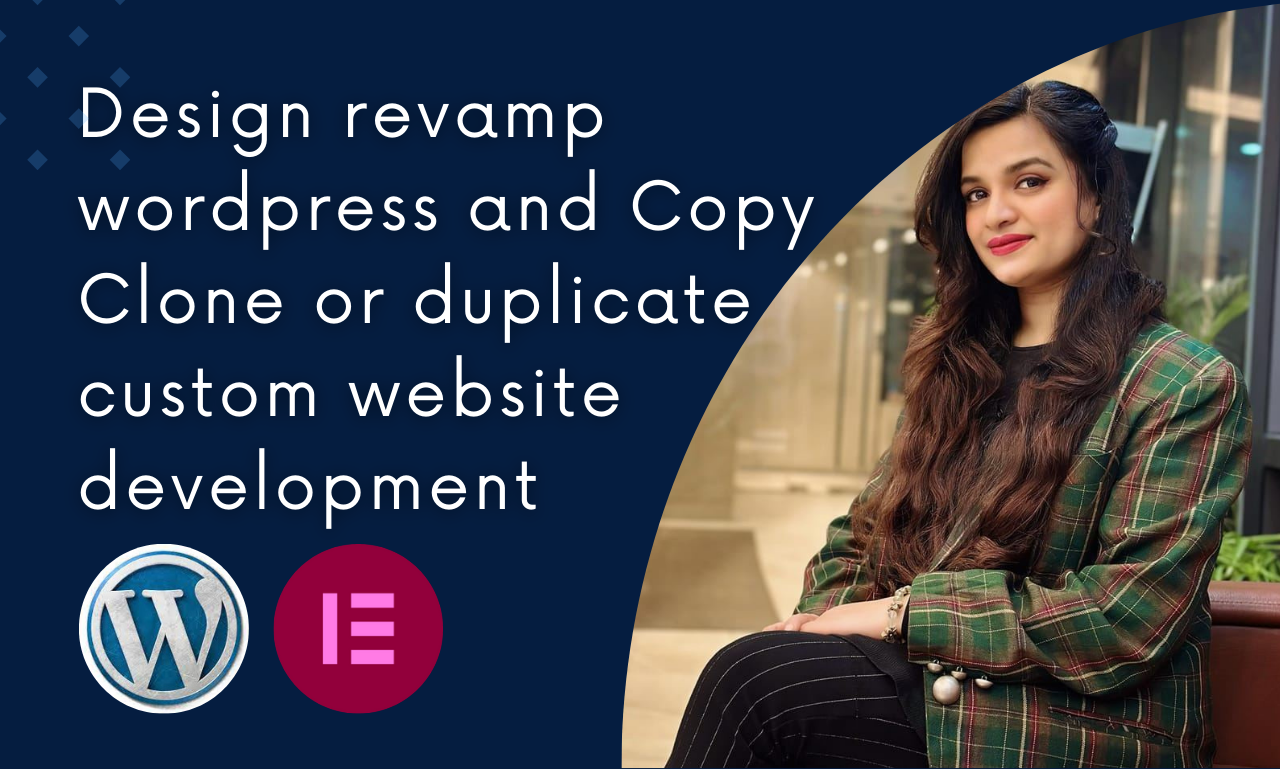 Design revamp
wordpress and Copy
Clone or duplicate
custom website
development
W